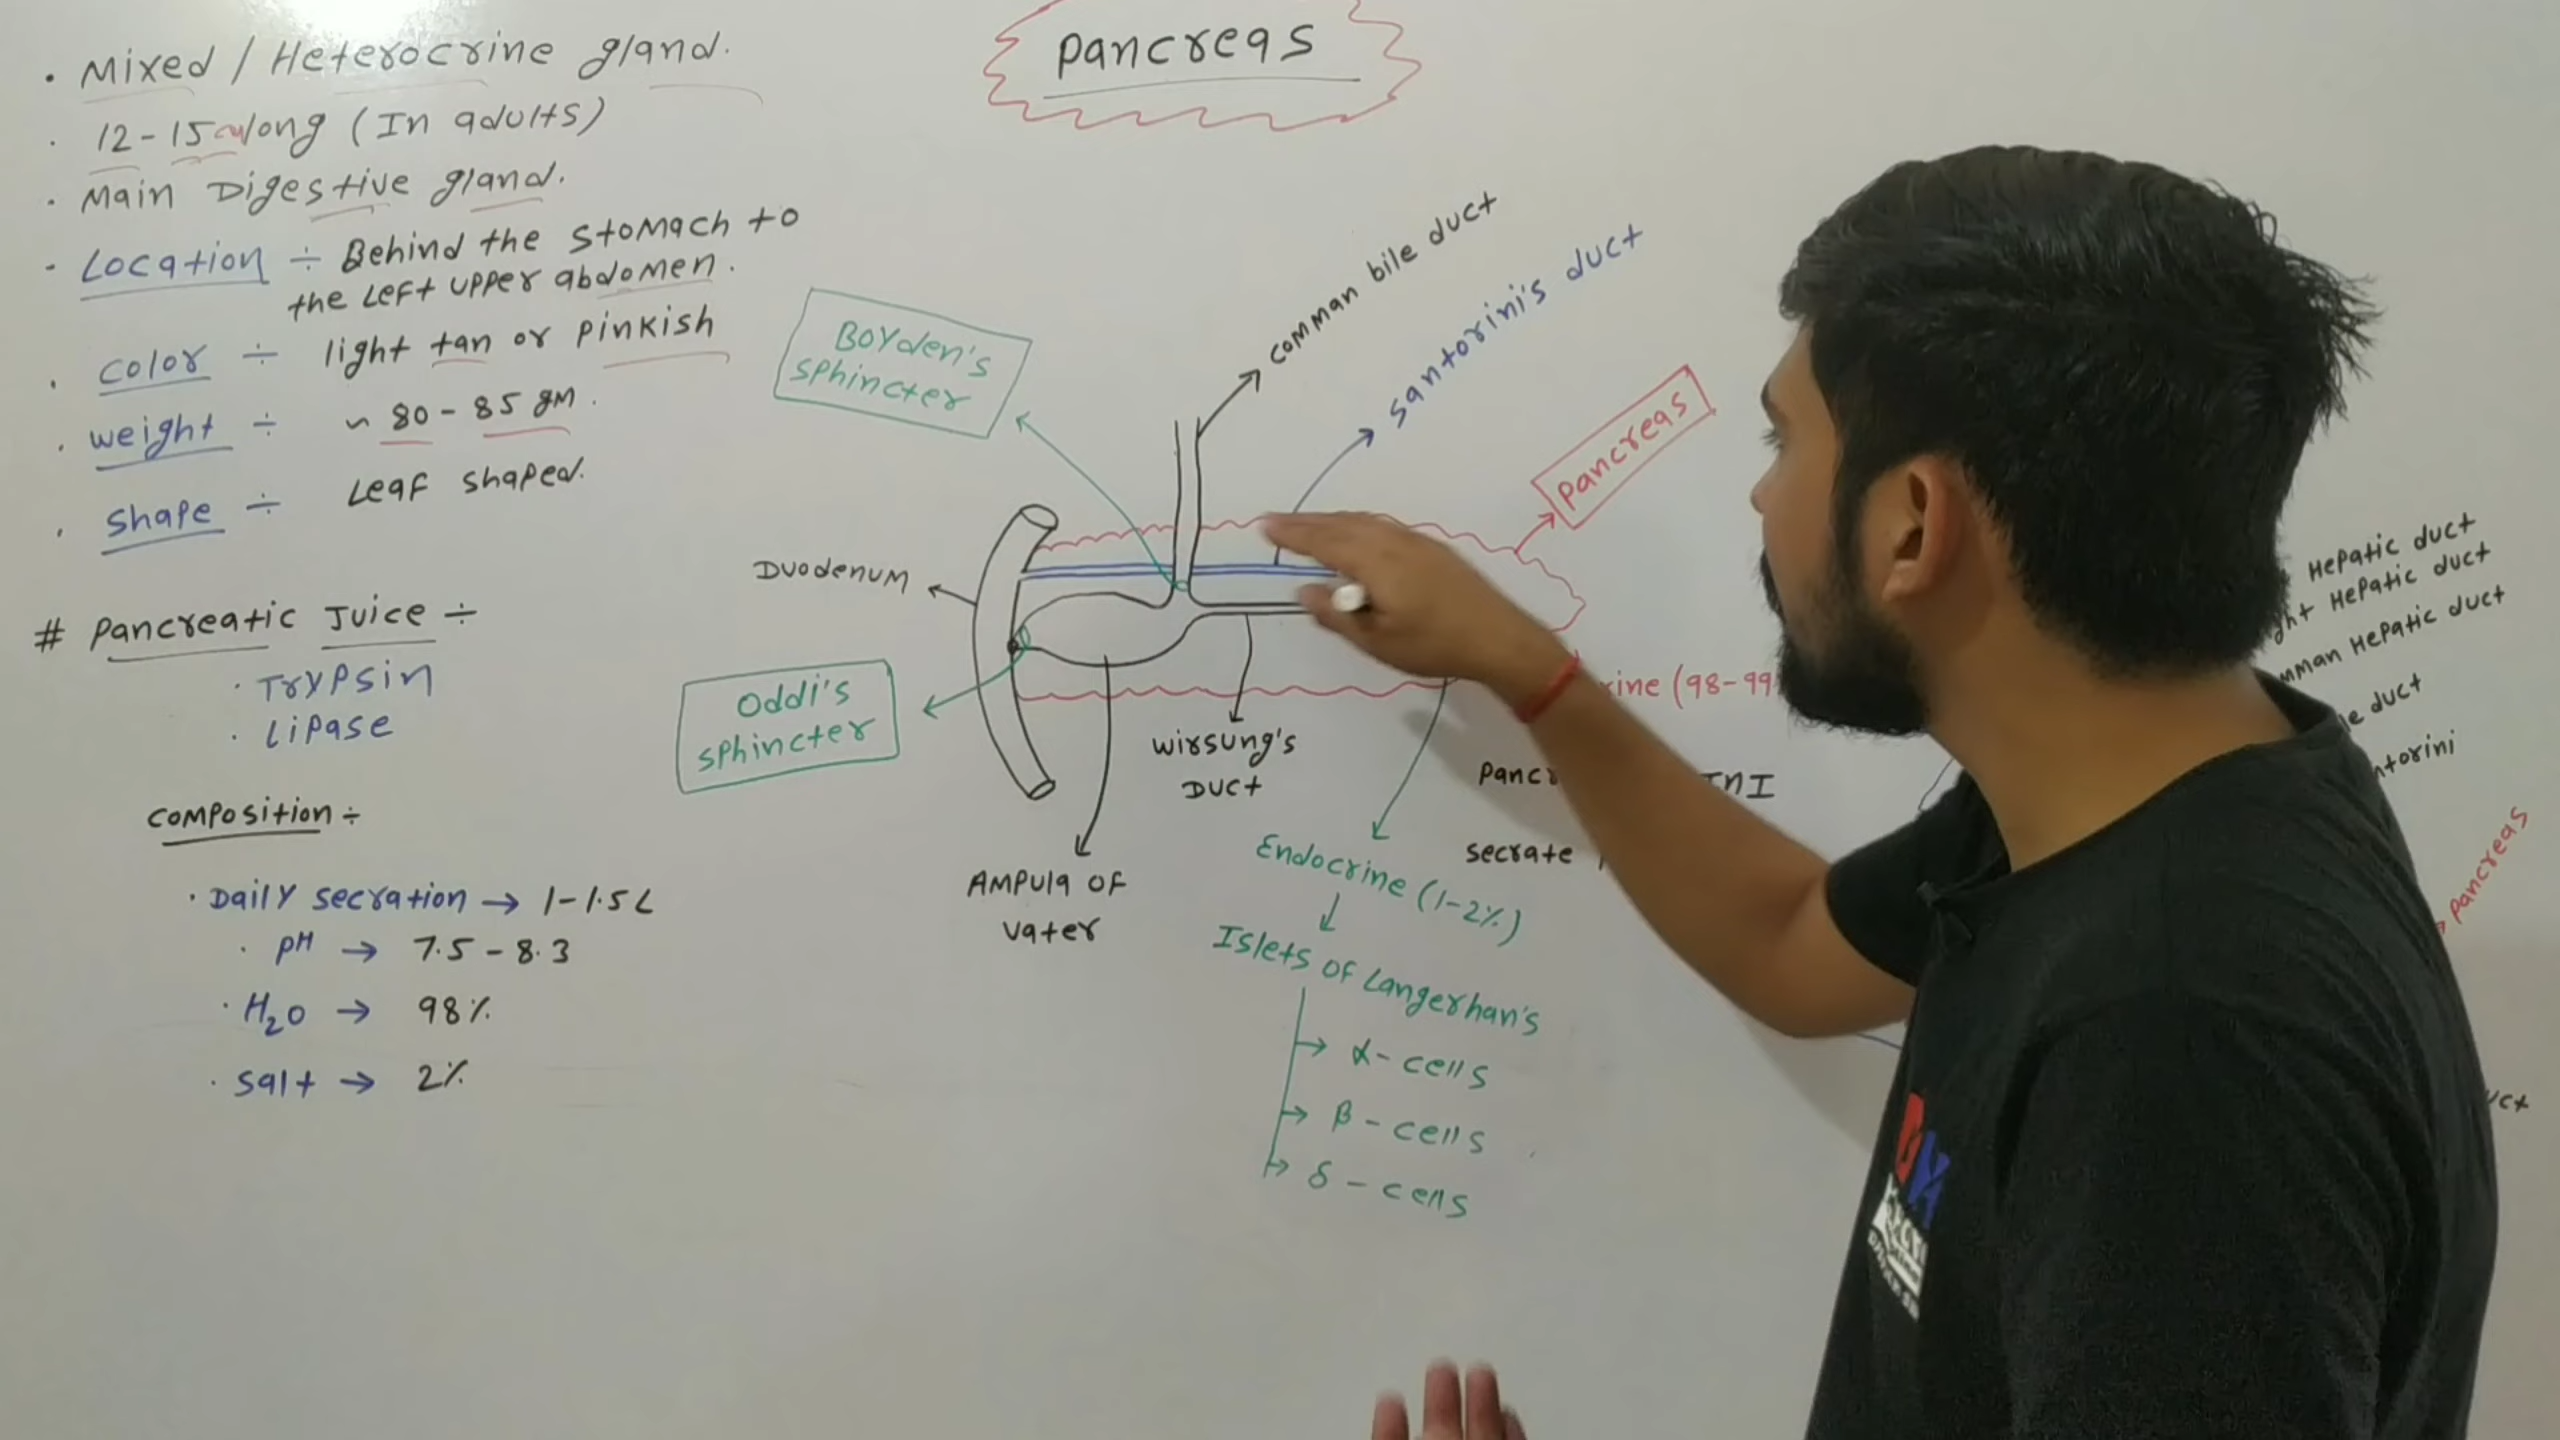 Pancreas
. Mixed / Heterocrine gland.
. 12-15cm long (In adults)
. Main Digestive gland.
- Location ÷ Behind the stomach to
the Left upper abdomen.
. color ÷ light tan or Pinkish
. weight ÷ ~ 80-85 gm.
. shape ÷ Leaf shaped.
# Pancreatic Juice ÷
. Trypsin
. Lipase
composition ÷
. Daily secration → 1-1.5L
. pH → 7.5 - 8.3
. H2O → 98%
. salt → 2%
Boyden's
sphincter
comman bile duct
santorini's duct
Pancreas
Duodenum
Oddi's
sphincter
Wirsung's
Duct
Ampula of
Vater
(98-99
secrate
Endocrine (1-2%)
↓
Islets of Langerhan's
→ α- cells
→ β - cells
→ δ - cells
Hepatic duct
Hepatic duct
Hepatic duct
duct
Pancreas